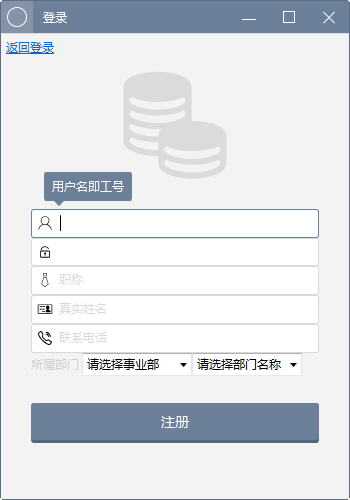 登录
返回登录
用户名即工号
职称
真实姓名
联系电话
所属部门 请选择事业部 请选择部门名称
注册